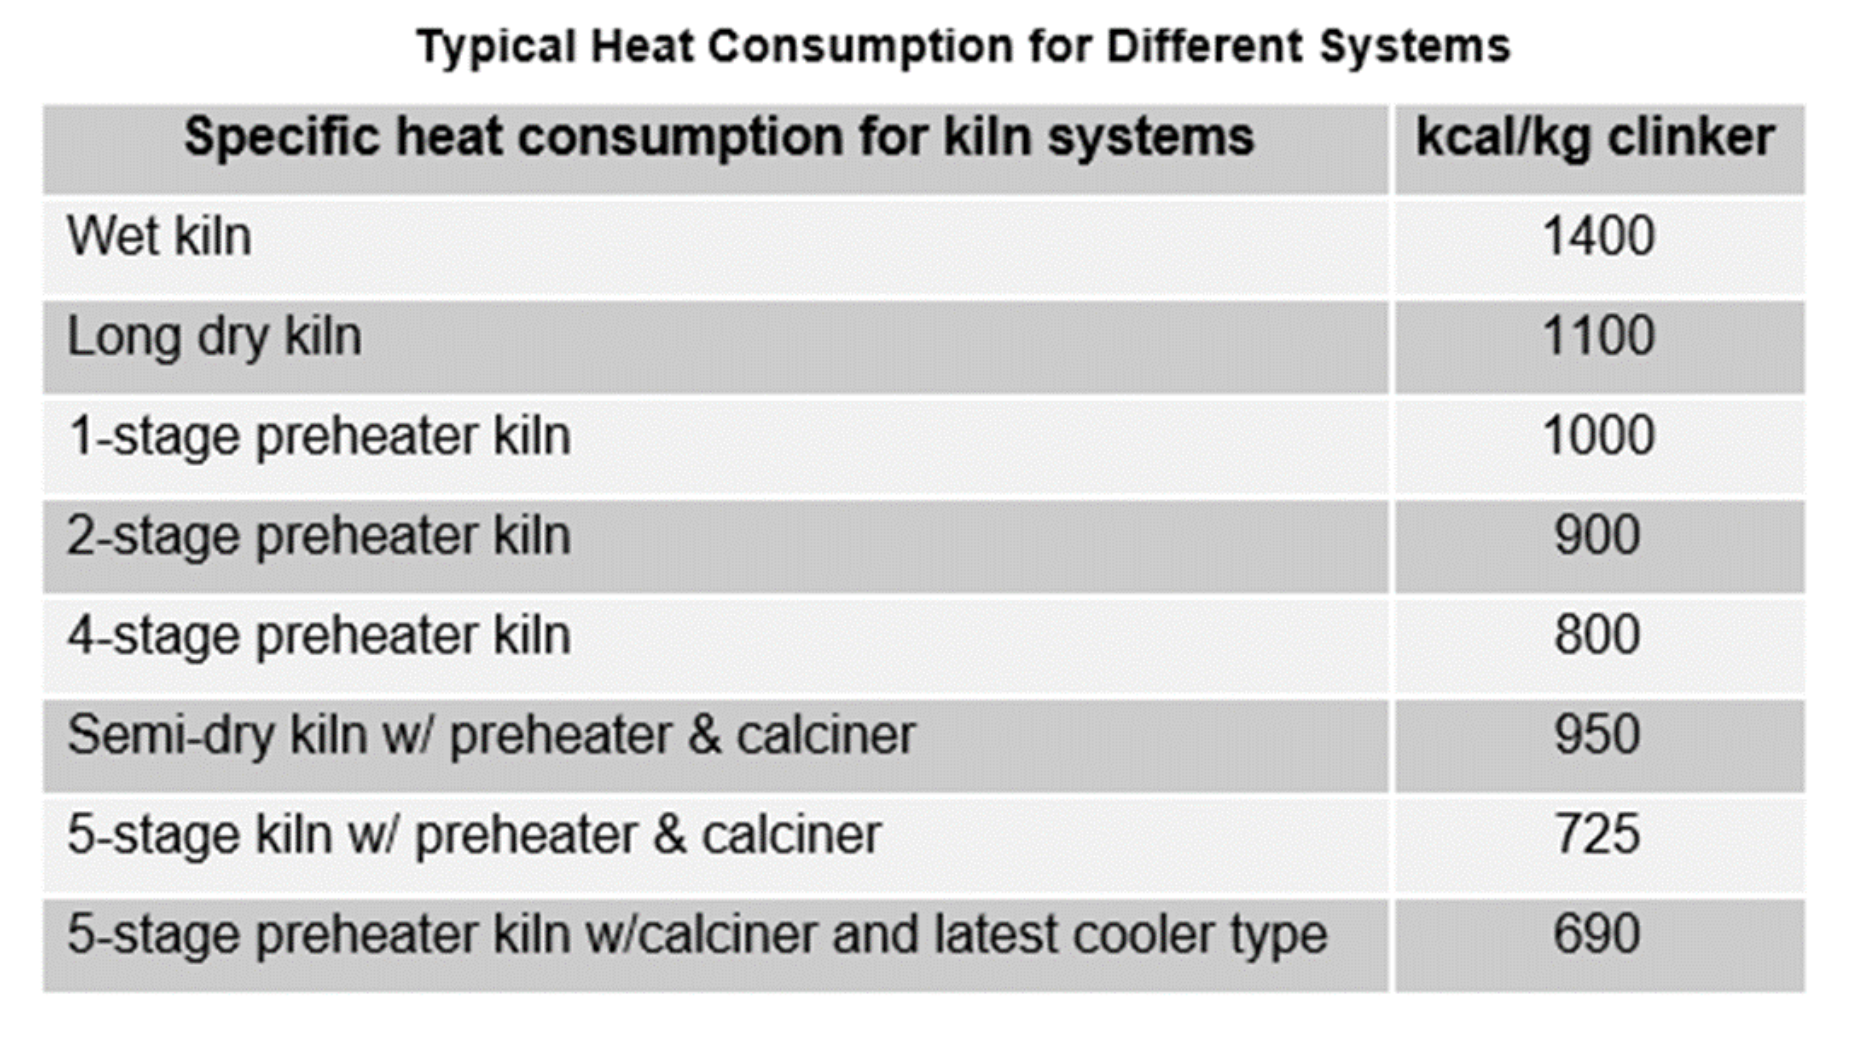 Typical Heat Consumption for Different Systems
Specific heat consumption for kiln systems kcal/kg clinker
Wet kiln 1400
Long dry kiln 1100
1-stage preheater kiln 1000
2-stage preheater kiln 900
4-stage preheater kiln 800
Semi-dry kiln w/ preheater & calciner 950
5-stage kiln w/ preheater & calciner 725
5-stage preheater kiln w/calciner and latest cooler type 690